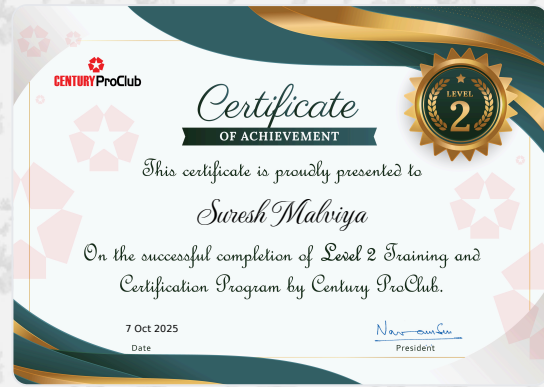 CENTURY ProClub
LEVEL
2
Certificate
OF ACHIEVEMENT
This certificate is proudly presented to
Suresh Malviya
On the successful completion of Level 2 Training and
Certification Program by Century ProClub.
7 Oct 2025
Date
President